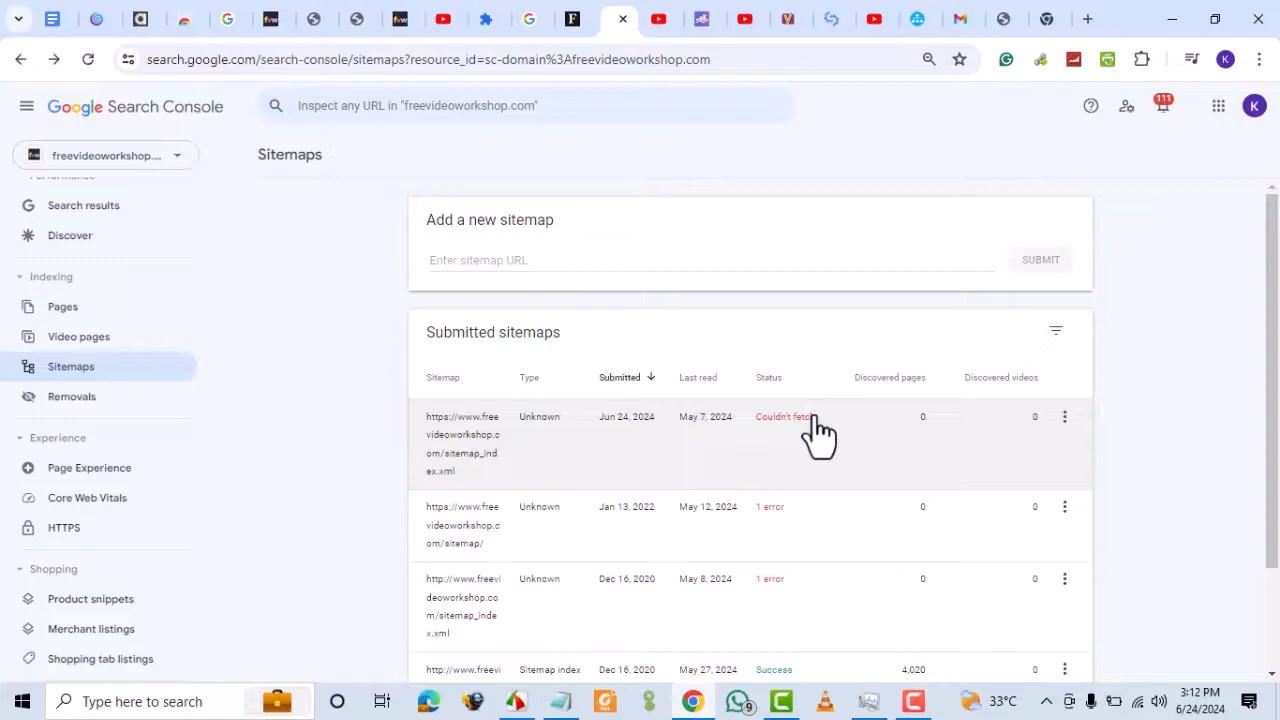 search.google.com/search-console/sitemaps?resource_id=sc-domain%3Afreevideoworkshop.com
K
Google Search Console
Inspect any URL in "freevideoworkshop.com"
111
K
fvw
freevideoworkshop....
Sitemaps
Performance
Search results
Discover
Indexing
Pages
Video pages
Sitemaps
Removals
Experience
Page Experience
Core Web Vitals
HTTPS
Shopping
Product snippets
Merchant listings
Shopping tab listings
Add a new sitemap
Enter sitemap URL
SUBMIT
Submitted sitemaps
Sitemap Type Submitted Last read Status Discovered pages Discovered videos
https://www.free Unknown Jun 24, 2024 May 7, 2024 Couldn't fetch 0 0
videoworkshop.c
om/sitemap_ind
ex.xml
https://www.free Unknown Jan 13, 2022 May 12, 2024 1 error 0 0
videoworkshop.c
om/sitemap/
http://www.freevi Unknown Dec 16, 2020 May 8, 2024 1 error 0 0
deoworkshop.co
m/sitemap_inde
x.xml
http://www.freevi Sitemap index Dec 16, 2020 May 27, 2024 Success 4,020 0
Type here to search
9
33°C
3:12 PM
6/24/2024